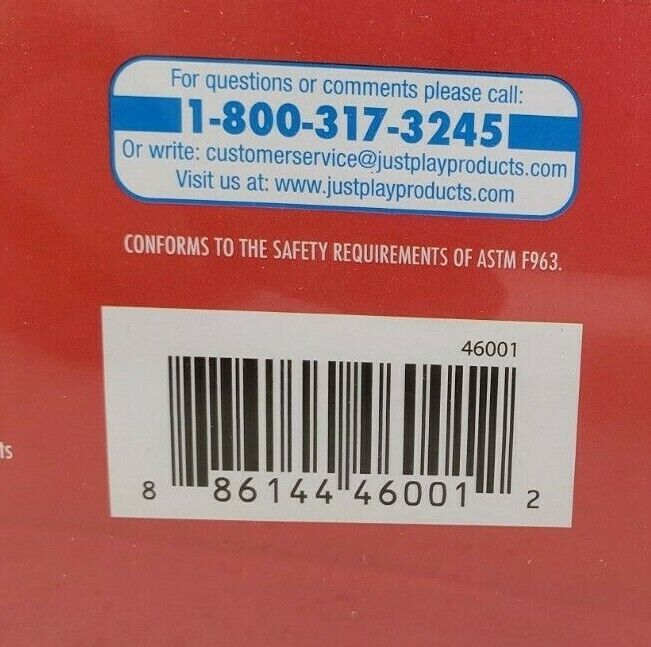 For questions or comments please call:
1-800-317-3245
Or write: customerservice@justplayproducts.com
Visit us at: www.justplayproducts.com
CONFORMS TO THE SAFETY REQUIREMENTS OF ASTM F963.
46001
ts
8 86144 46001 2